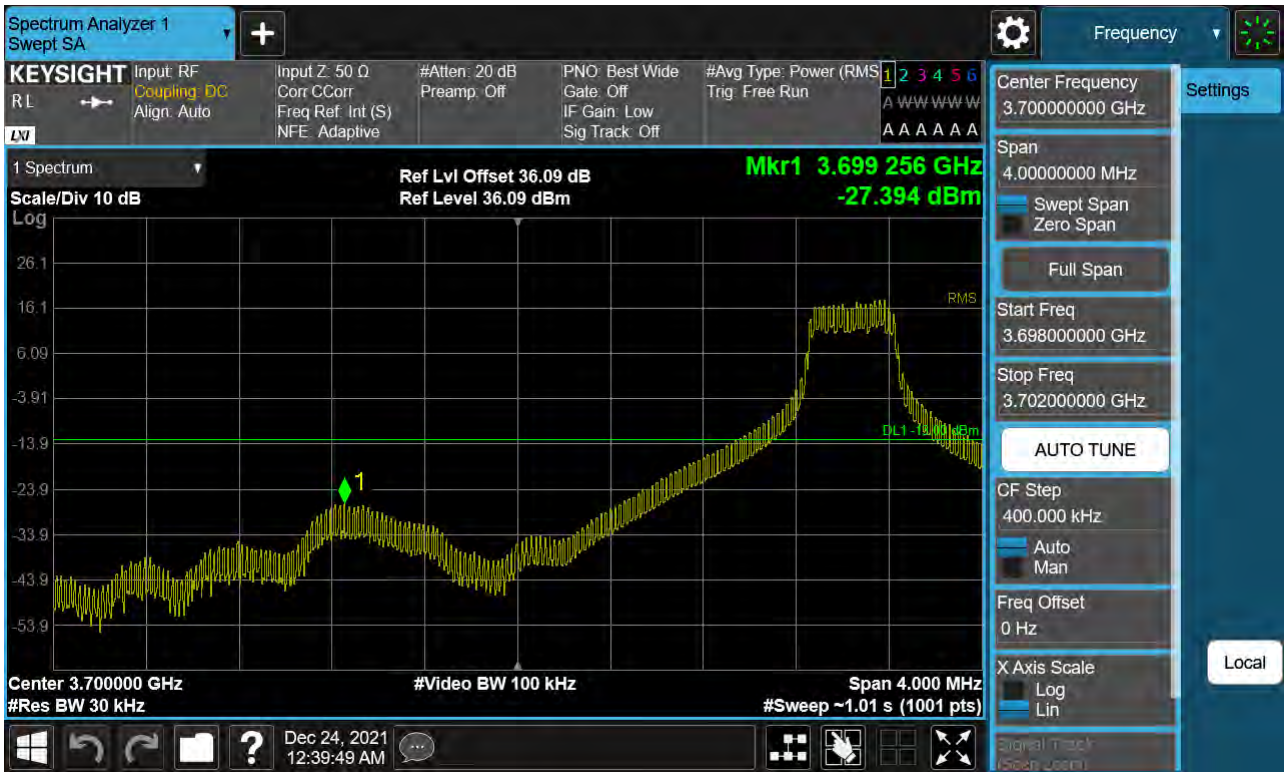 Spectrum Analyzer 1
Swept SA
Frequency
KEYSIGHT
RL
LXI
Input: RF
Coupling: DC
Align: Auto
Input Z: 50 Ω
Corr CCorr
Freq Ref: Int (S)
NFE: Adaptive
#Atten: 20 dB
Preamp: Off
PNO: Best Wide
Gate: Off
IF Gain: Low
Sig Track: Off
#Avg Type: Power (RMS
Trig: Free Run
1 2 3 4 5 6
A W W W W W
A A A A A A
1 Spectrum
Scale/Div 10 dB
Log
Ref Lvl Offset 36.09 dB
Ref Level 36.09 dBm
Mkr1 3.699 256 GHz
-27.394 dBm
26.1
16.1
6.09
-3.91
-13.9
-23.9
-33.9
-43.9
-53.9
RMS
1
Center 3.700000 GHz
#Res BW 30 kHz
#Video BW 100 kHz
Span 4.000 MHz
#Sweep ~1.01 s (1001 pts)
Dec 24, 2021
12:39:49 AM
Center Frequency
3.700000000 GHz
Settings
Span
4.00000000 MHz
Swept Span
Zero Span
Full Span
Start Freq
3.698000000 GHz
Stop Freq
3.702000000 GHz
AUTO TUNE
CF Step
400.000 kHz
Auto
Man
Freq Offset
0 Hz
X Axis Scale
Log
Lin
Local
Signal Track
(Span Zoom)